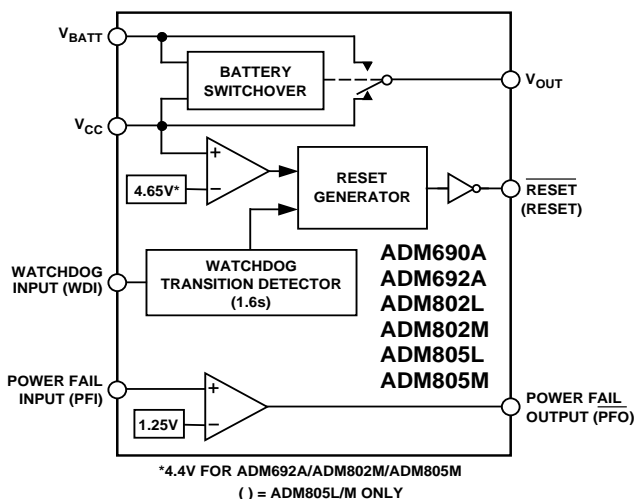 VBATT
BATTERY
SWITCHOVER
VOUT
VCC
+
4.65V*
−
RESET
GENERATOR
RESET
(RESET)
WATCHDOG
INPUT (WDI)
WATCHDOG
TRANSITION DETECTOR
(1.6s)
ADM690A
ADM692A
ADM802L
ADM802M
ADM805L
ADM805M
POWER FAIL
INPUT (PFI)
+
1.25V
−
POWER FAIL
OUTPUT (PFO)
*4.4V FOR ADM692A/ADM802M/ADM805M
( ) = ADM805L/M ONLY